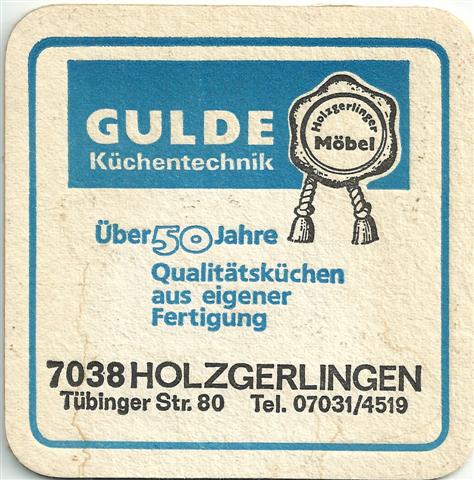 GULDE
Küchentechnik
Holzgerlinger
Möbel
Über 50 Jahre
Qualitätsküchen
aus eigener
Fertigung
7038 HOLZGERLINGEN
Tübinger Str. 80 Tel. 07031/4519